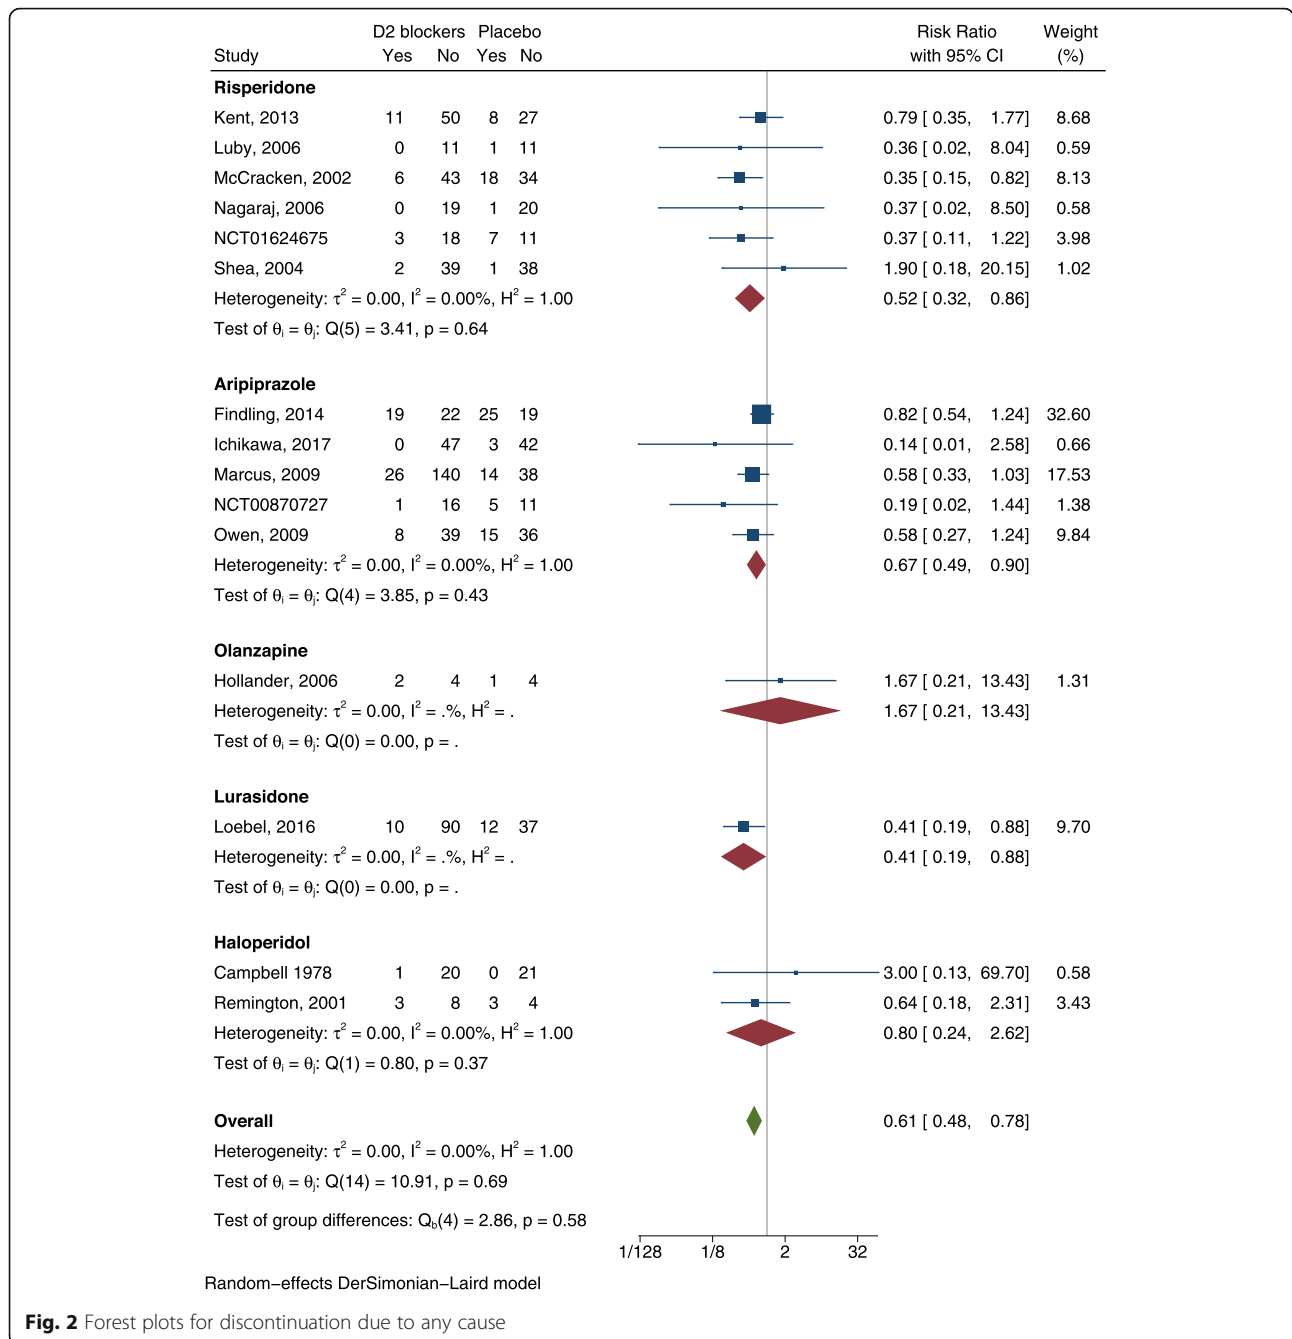 D2 blockers Placebo Risk Ratio Weight
Study Yes No Yes No with 95% CI (%)
Risperidone
Kent, 2013 11 50 8 27 0.79 [ 0.35, 1.77] 8.68
Luby, 2006 0 11 1 11 0.36 [ 0.02, 8.04] 0.59
McCracken, 2002 6 43 18 34 0.35 [ 0.15, 0.82] 8.13
Nagaraj, 2006 0 19 1 20 0.37 [ 0.02, 8.50] 0.58
NCT01624675 3 18 7 11 0.37 [ 0.11, 1.22] 3.98
Shea, 2004 2 39 1 38 1.90 [ 0.18, 20.15] 1.02
Heterogeneity: τ² = 0.00, I² = 0.00%, H² = 1.00 0.52 [ 0.32, 0.86]
Test of θᵢ = θⱼ: Q(5) = 3.41, p = 0.64
Aripiprazole
Findling, 2014 19 22 25 19 0.82 [ 0.54, 1.24] 32.60
Ichikawa, 2017 0 47 3 42 0.14 [ 0.01, 2.58] 0.66
Marcus, 2009 26 140 14 38 0.58 [ 0.33, 1.03] 17.53
NCT00870727 1 16 5 11 0.19 [ 0.02, 1.44] 1.38
Owen, 2009 8 39 15 36 0.58 [ 0.27, 1.24] 9.84
Heterogeneity: τ² = 0.00, I² = 0.00%, H² = 1.00 0.67 [ 0.49, 0.90]
Test of θᵢ = θⱼ: Q(4) = 3.85, p = 0.43
Olanzapine
Hollander, 2006 2 4 1 4 1.67 [ 0.21, 13.43] 1.31
Heterogeneity: τ² = 0.00, I² = .%, H² = . 1.67 [ 0.21, 13.43]
Test of θᵢ = θⱼ: Q(0) = 0.00, p = .
Lurasidone
Loebel, 2016 10 90 12 37 0.41 [ 0.19, 0.88] 9.70
Heterogeneity: τ² = 0.00, I² = .%, H² = . 0.41 [ 0.19, 0.88]
Test of θᵢ = θⱼ: Q(0) = 0.00, p = .
Haloperidol
Campbell 1978 1 20 0 21 3.00 [ 0.13, 69.70] 0.58
Remington, 2001 3 8 3 4 0.64 [ 0.18, 2.31] 3.43
Heterogeneity: τ² = 0.00, I² = 0.00%, H² = 1.00 0.80 [ 0.24, 2.62]
Test of θᵢ = θⱼ: Q(1) = 0.80, p = 0.37
Overall 0.61 [ 0.48, 0.78]
Heterogeneity: τ² = 0.00, I² = 0.00%, H² = 1.00
Test of θᵢ = θⱼ: Q(14) = 10.91, p = 0.69
Test of group differences: Q_b(4) = 2.86, p = 0.58
1/128 1/8 2 32
Random−effects DerSimonian−Laird model
Fig. 2 Forest plots for discontinuation due to any cause